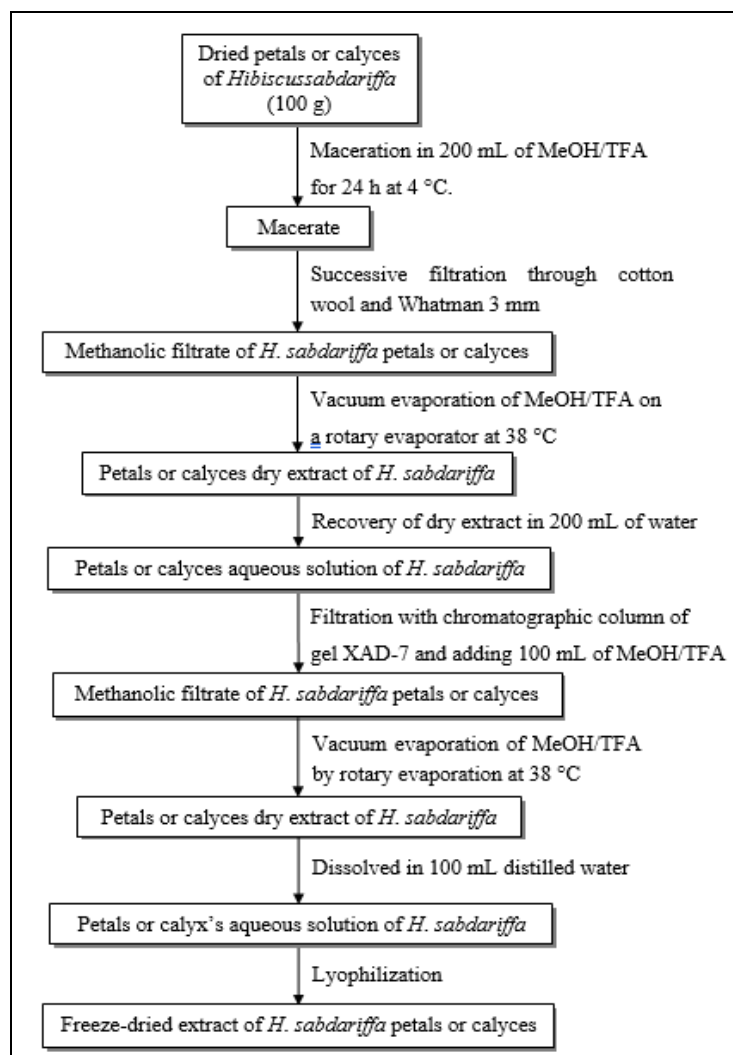 Dried petals or calyces
of Hibiscussabdariffa
(100 g)
Maceration in 200 mL of MeOH/TFA
for 24 h at 4 °C.
Macerate
Successive filtration through cotton
wool and Whatman 3 mm
Methanolic filtrate of H. sabdariffa petals or calyces
Vacuum evaporation of MeOH/TFA on
a rotary evaporator at 38 °C
Petals or calyces dry extract of H. sabdariffa
Recovery of dry extract in 200 mL of water
Petals or calyces aqueous solution of H. sabdariffa
Filtration with chromatographic column of
gel XAD-7 and adding 100 mL of MeOH/TFA
Methanolic filtrate of H. sabdariffa petals or calyces
Vacuum evaporation of MeOH/TFA
by rotary evaporation at 38 °C
Petals or calyces dry extract of H. sabdariffa
Dissolved in 100 mL distilled water
Petals or calyx’s aqueous solution of H. sabdariffa
Lyophilization
Freeze-dried extract of H. sabdariffa petals or calyces